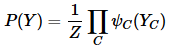 P(Y) = \frac{1}{Z} \prod_{C} \psi_C(Y_C)